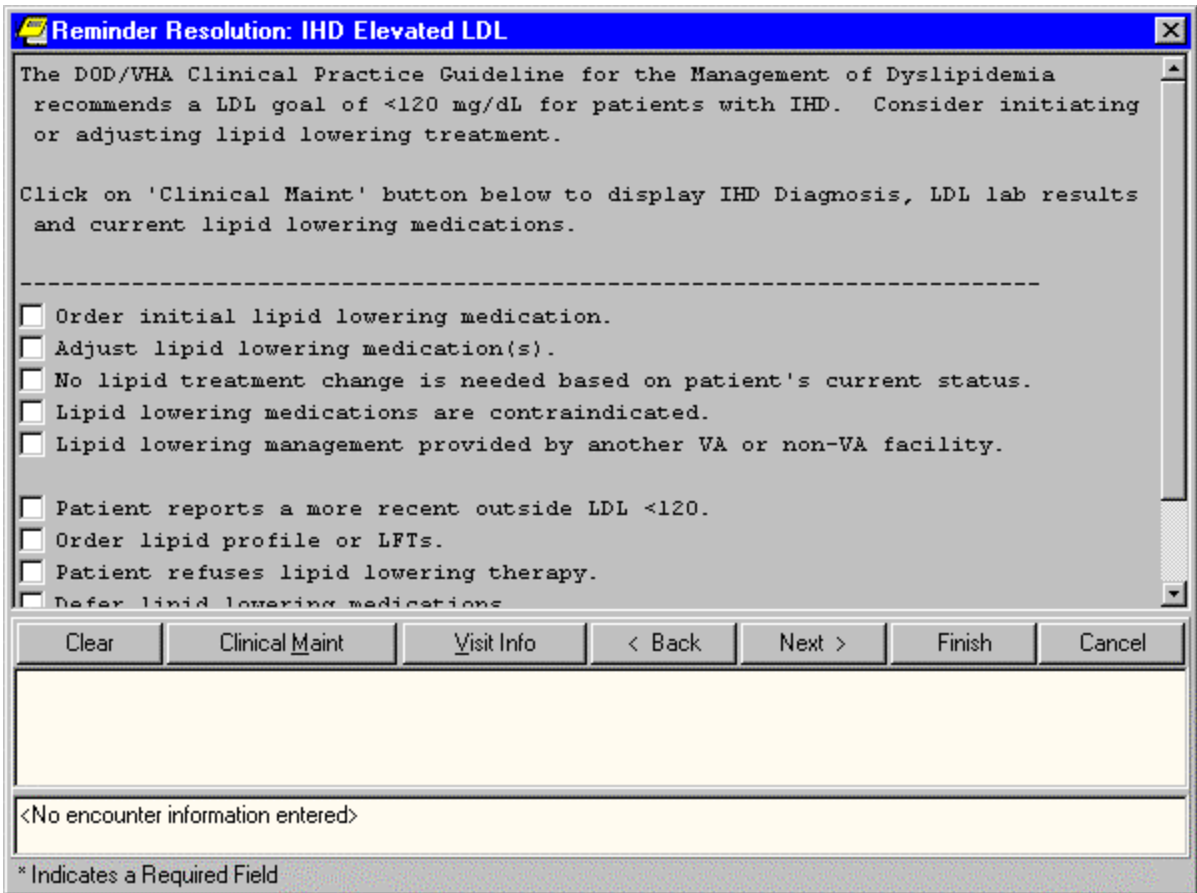 Reminder Resolution: IHD Elevated LDL
The DOD/VHA Clinical Practice Guideline for the Management of Dyslipidemia
recommends a LDL goal of <120 mg/dL for patients with IHD.  Consider initiating
or adjusting lipid lowering treatment.
Click on 'Clinical Maint' button below to display IHD Diagnosis, LDL lab results
and current lipid lowering medications.
-------------------------------------------------------------------------
Order initial lipid lowering medication.
Adjust lipid lowering medication(s).
No lipid treatment change is needed based on patient's current status.
Lipid lowering medications are contraindicated.
Lipid lowering management provided by another VA or non-VA facility.
Patient reports a more recent outside LDL <120.
Order lipid profile or LFTs.
Patient refuses lipid lowering therapy.
Defer lipid lowering medications
Clear Clinical Maint Visit Info < Back Next > Finish Cancel
<No encounter information entered>
* Indicates a Required Field